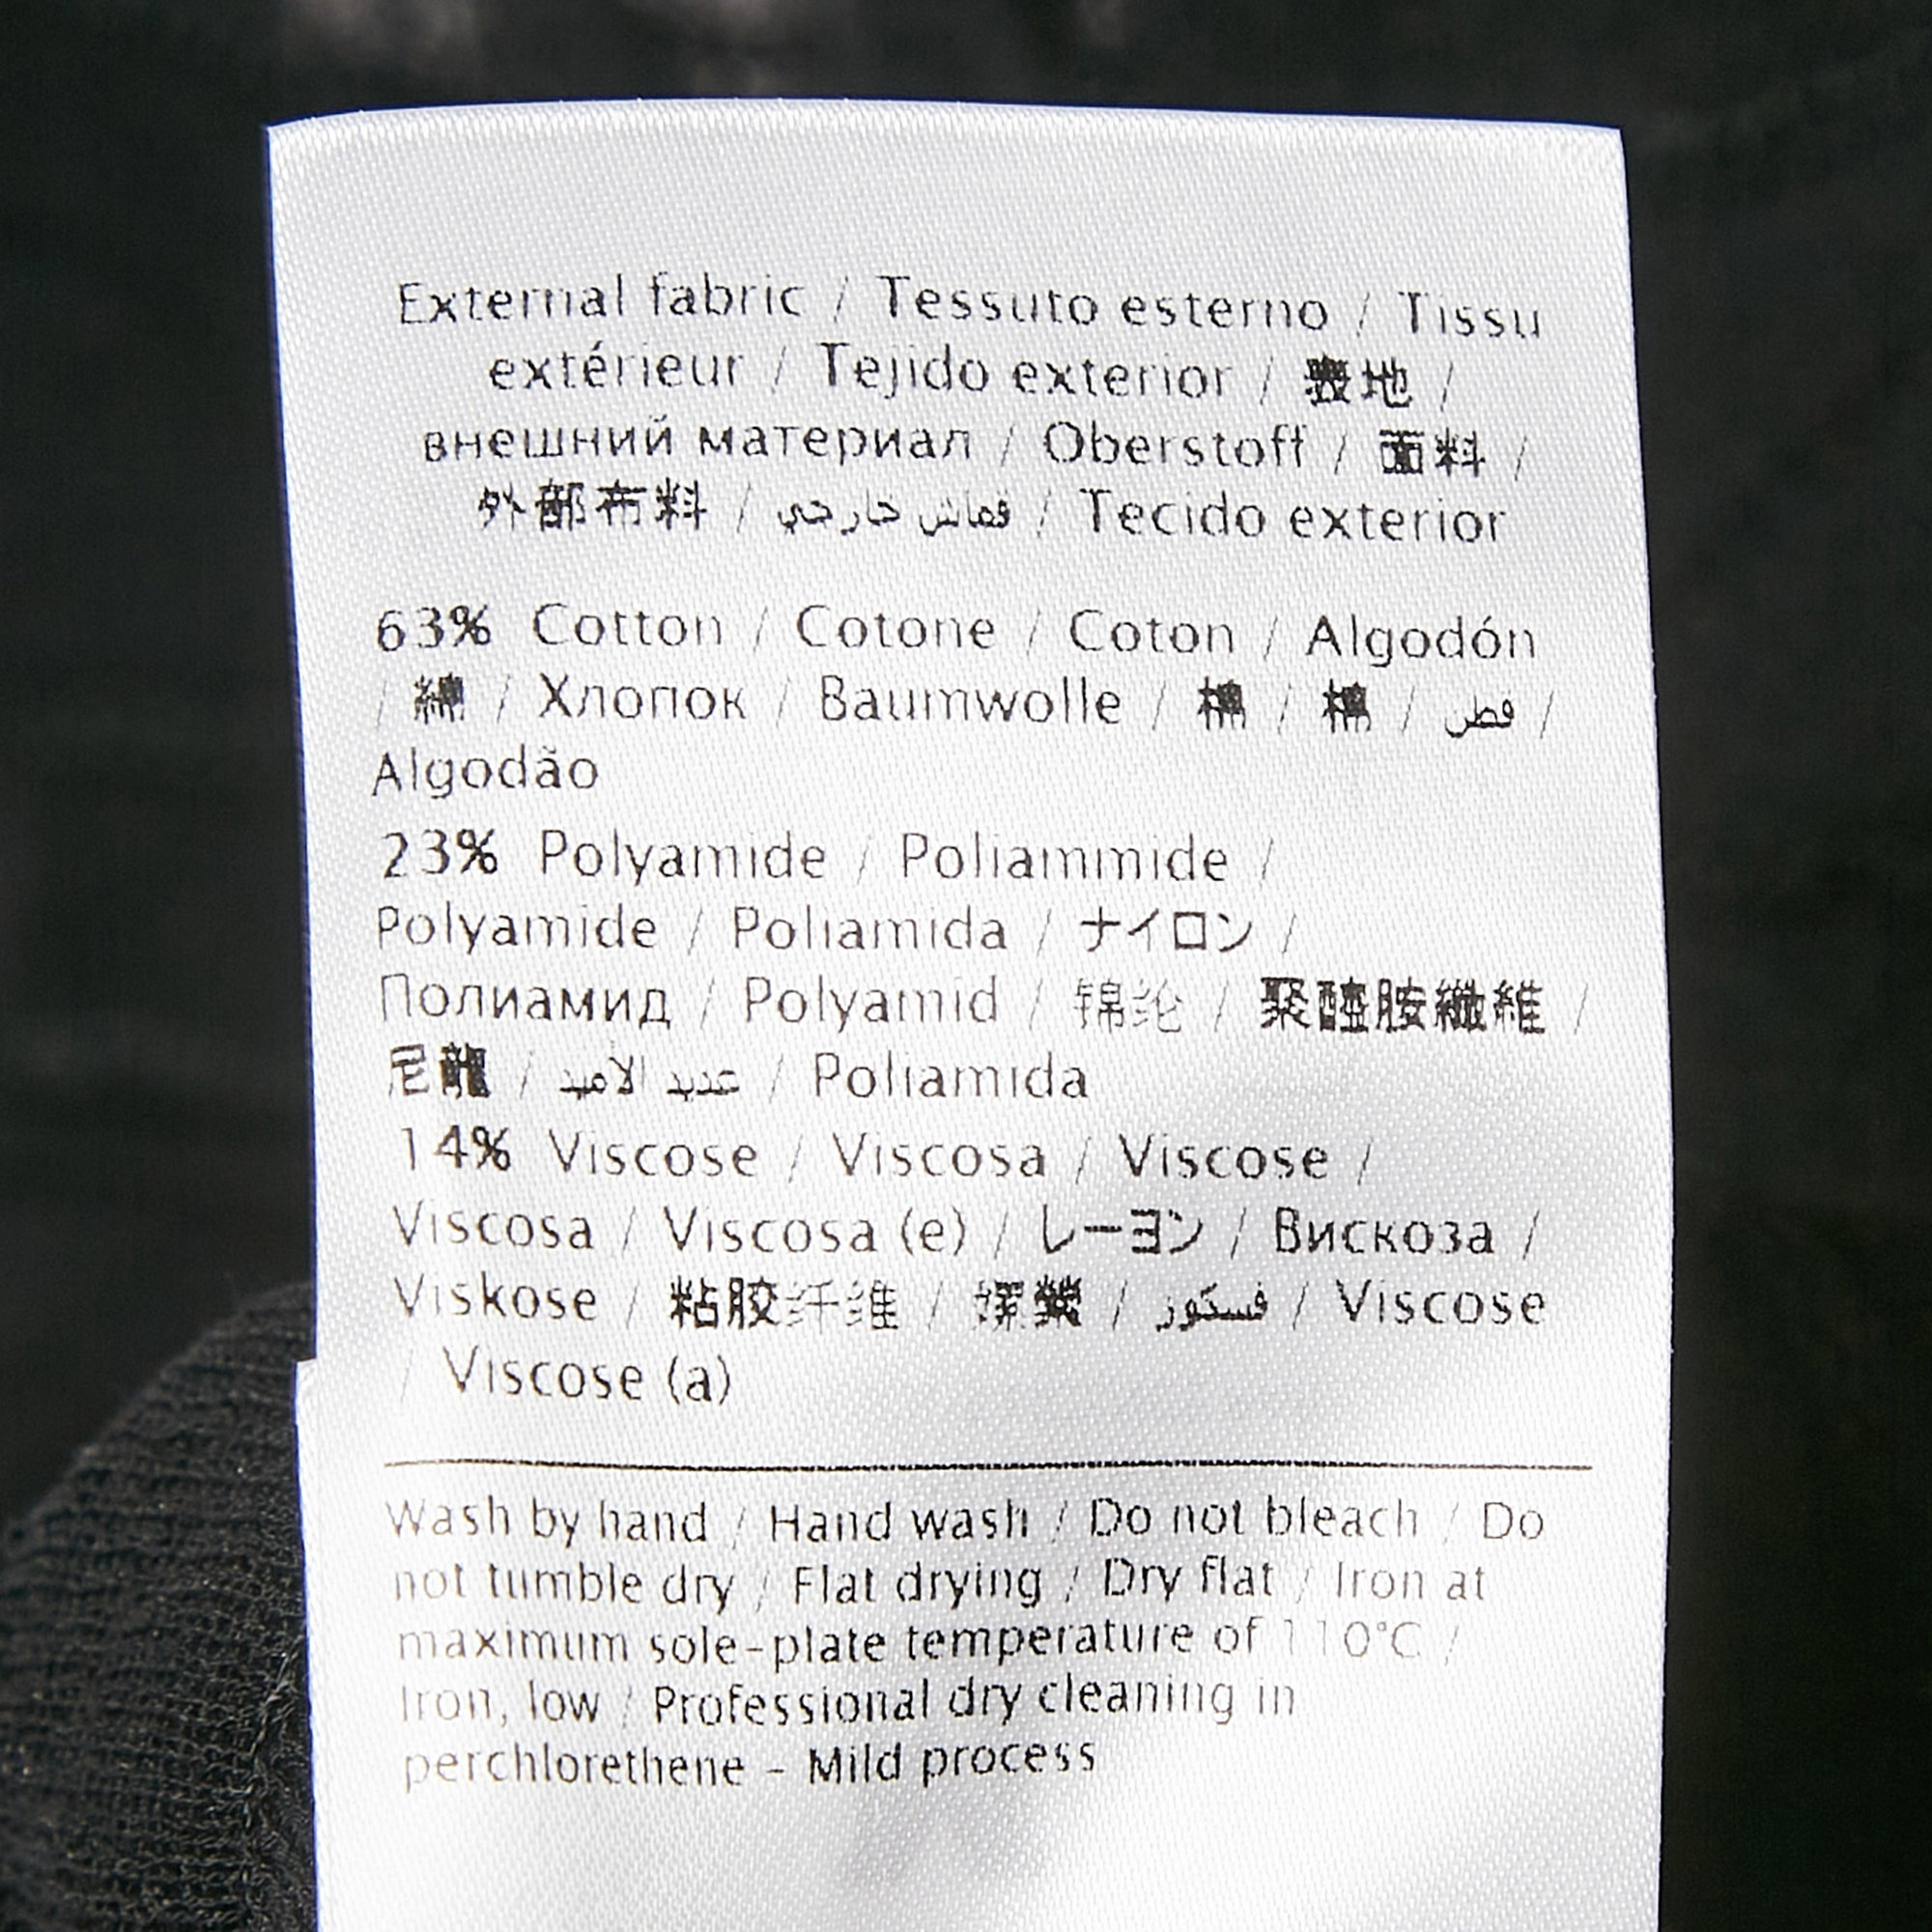 External fabric / Tessuto esterno / Tissu
extérieur / Tejido exterior / 表地 /
внешний материал / Oberstoff / 面料 /
外部布料 / قماش خارجي / Tecido exterior
63% Cotton / Cotone / Coton / Algodón
/ 綿 / Хлопок / Baumwolle / 棉 / 棉 / قطن /
Algodão
23% Polyamide / Poliammide /
Polyamide / Poliamida / ナイロン /
Полиамид / Polyamid / 锦纶 / 聚醯胺纖維 /
尼龍 / عديد الاميد / Poliamida
14% Viscose / Viscosa / Viscose /
Viscosa / Viscosa (e) / レーヨン / Вискоза /
Viskose / 粘胶纤维 / فسكوز / Viscose
/ Viscose (a)
Wash by hand / Hand wash / Do not bleach / Do
not tumble dry / Flat drying / Dry flat / Iron at
maximum sole-plate temperature of 110°C /
Iron, low / Professional dry cleaning in
perchlorethene - Mild process